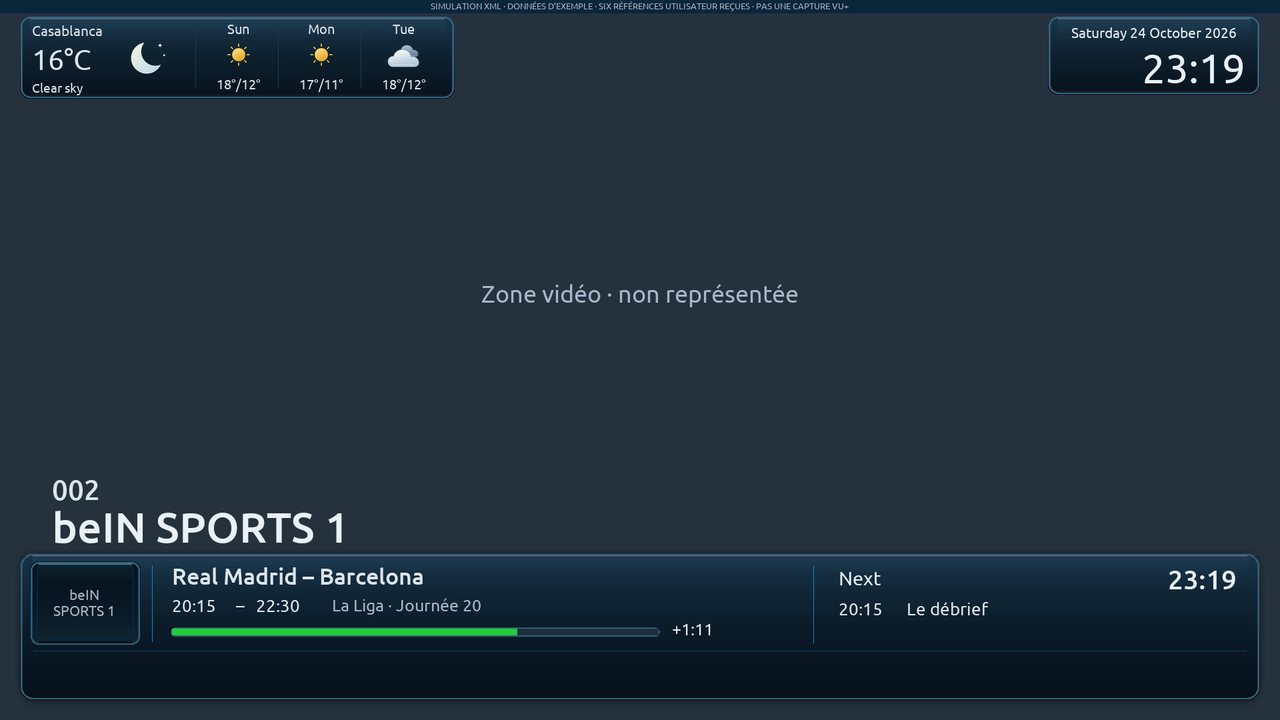 SIMULATION XML · DONNÉES D'EXEMPLE · SIX RÉFÉRENCES UTILISATEUR REÇUES · PAS UNE CAPTURE VU+
Casablanca
16°C
Clear sky
Sun
18°/12°
Mon
17°/11°
Tue
18°/12°
Saturday 24 October 2026
23:19
Zone vidéo · non représentée
002
beIN SPORTS 1
beIN
SPORTS 1
Real Madrid – Barcelona
20:15 – 22:30 La Liga · Journée 20
+1:11
Next
23:19
20:15 Le débrief